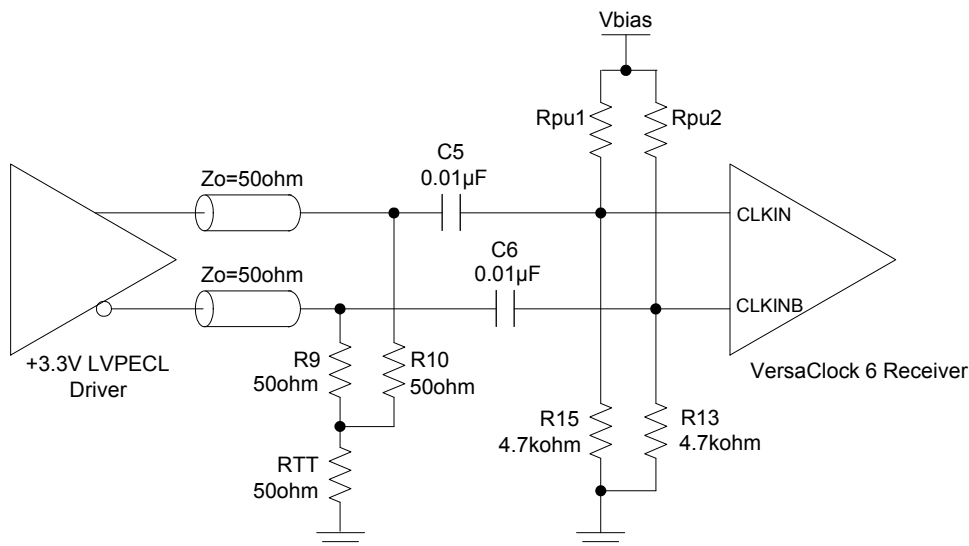 Vbias
Rpu1
Rpu2
C5
0.01µF
Zo=50ohm
CLKIN
C6
0.01µF
Zo=50ohm
CLKINB
+3.3V LVPECL
Driver
R9
50ohm
R10
50ohm
VersaClock 6 Receiver
R15
4.7kohm
R13
4.7kohm
RTT
50ohm